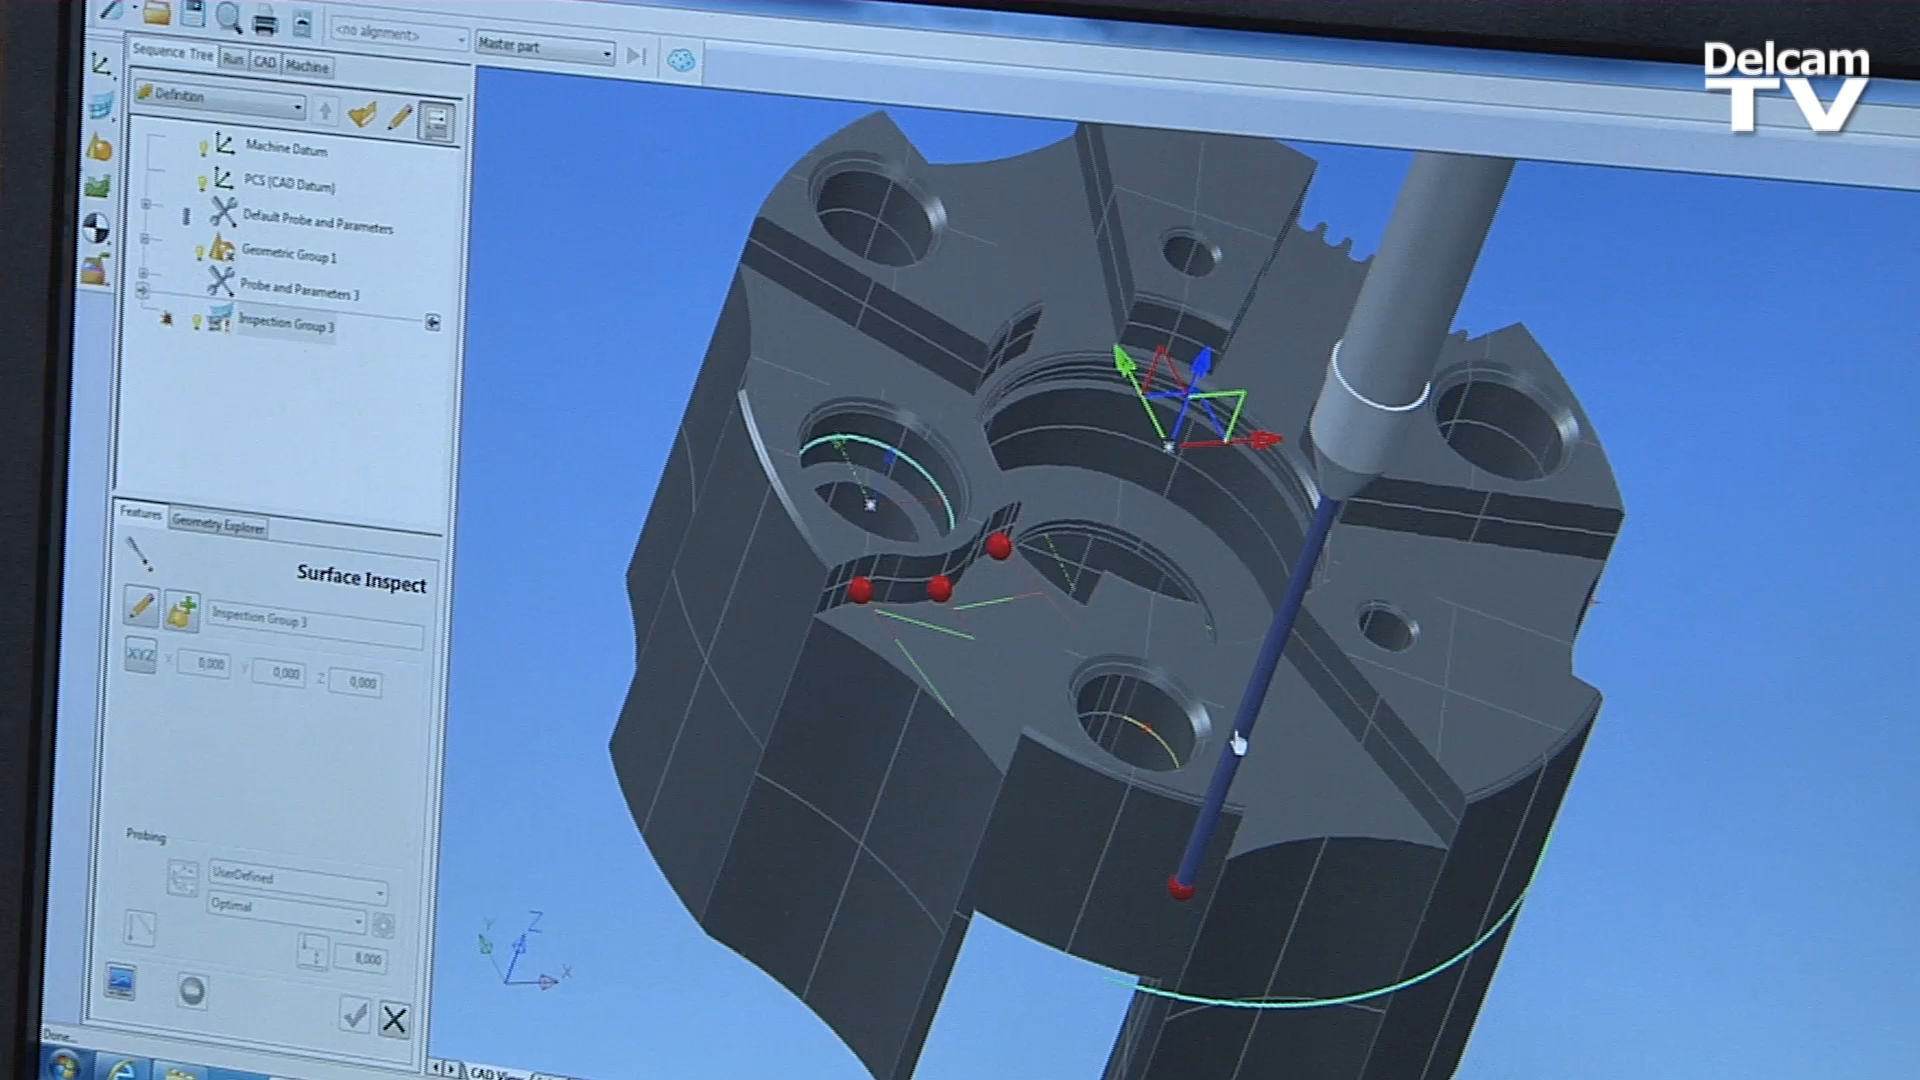 Delcam
TV
<no alignment>
Master part
Sequence Tree
Run
CAD
Machine
Definition
Machine Datum
PCS (CAD Datum)
Default Probe and Parameters
Geometric Group 1
Probe and Parameters 3
Inspection Group 3
Features
Geometry Explorer
Surface Inspect
Inspection Group 3
XYZ
X 0,000 Y 0,000 Z 0,000
Probing
UserDefined
Optimal
8,000
Done...
CAD View
Y Z X